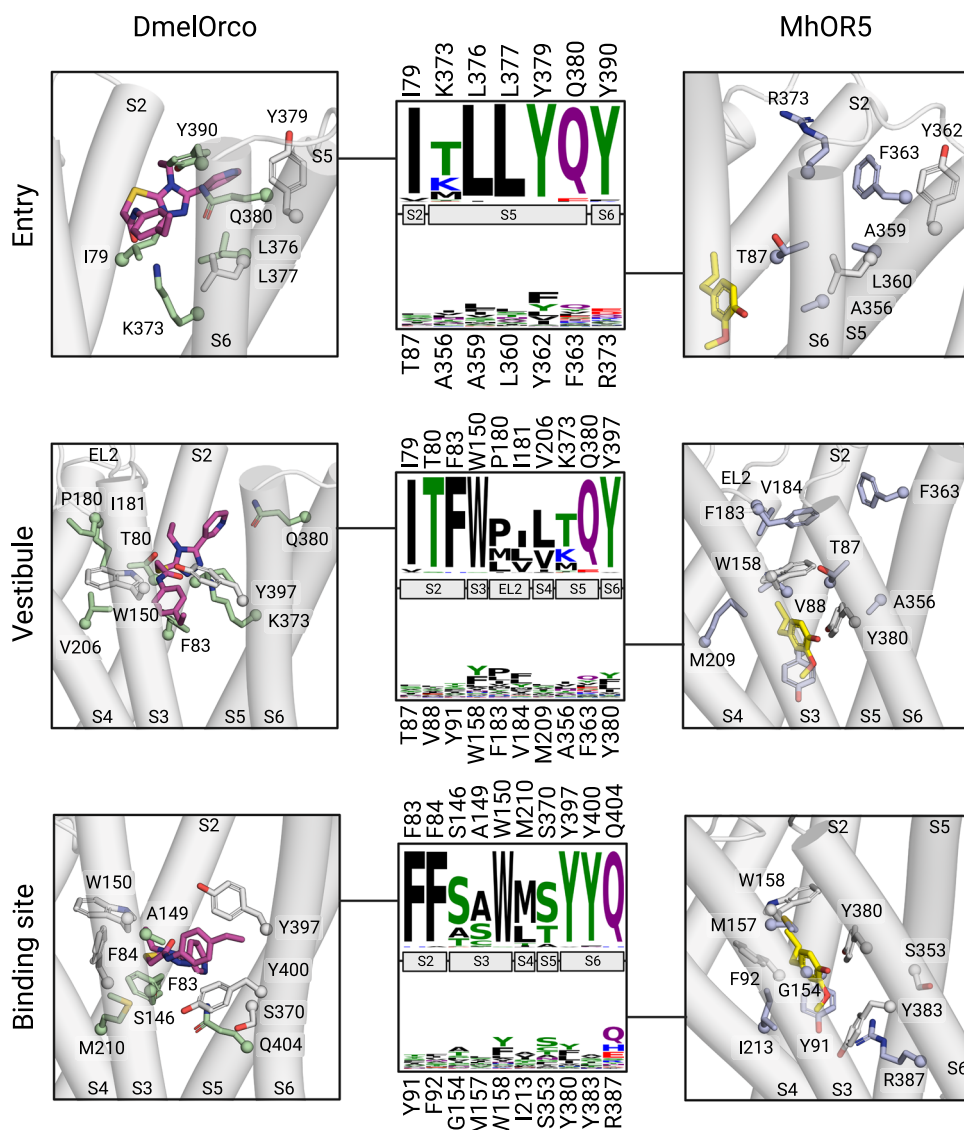 DmelOrco
MhOR5
Entry
S2
Y390
Y379
S5
Q380
I79
L376
L377
K373
S6
I79
K373
L376
L377
Y379
Q380
Y390
I
T
K
M
L
L
Y
Q
Y
S2
S5
S6
F
Y
T87
A356
A359
L360
Y362
F363
R373
R373
S2
Y362
F363
A359
T87
L360
A356
S6
S5
Vestibule
EL2
S2
P180
I181
T80
Q380
W150
Y397
K373
V206
F83
S4
S3
S5
S6
I79
T80
F83
W150
P180
I181
V206
K373
Q380
Y397
I
T
F
W
P
M
L
I
L
V
L
V
T
K
M
Q
Y
S2
S3
EL2
S4
S5
S6
Y
F
P
T87
V88
Y91
W158
F183
V184
M209
A356
F363
Y380
S2
EL2
V184
F183
F363
W158
T87
V88
A356
Y380
M209
S4
S3
S5
S6
Binding site
S2
W150
A149
Y397
F84
F83
Y400
S146
S370
M210
Q404
S4
S3
S5
S6
F83
F84
S146
A149
W150
M210
S370
Y397
Y400
Q404
F
F
S
A
T
A
S
W
M
L
S
T
Y
Y
Q
S2
S3
S4
S5
S6
Y
F
S
Q
H
Y91
F92
G154
M157
W158
I213
S353
Y380
Y383
R387
S2
S5
W158
M157
Y380
S353
F92
G154
Y383
I213
Y91
R387
S4
S3
S6